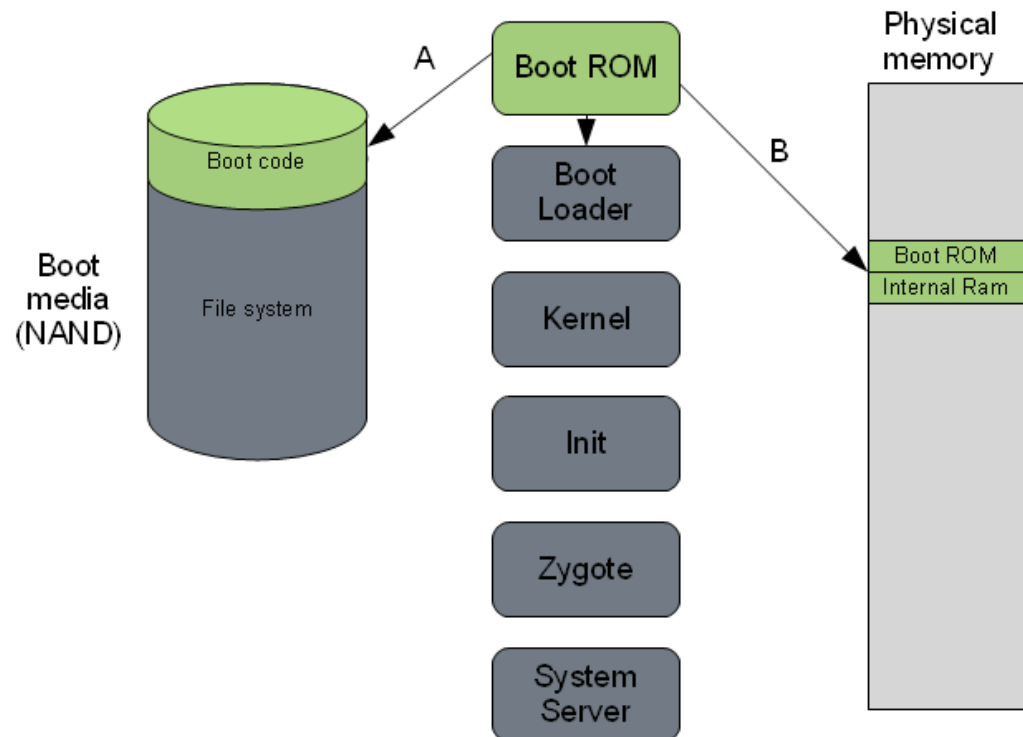 Physical
memory
A
Boot ROM
B
Boot code
Boot
Loader
Boot ROM
Internal Ram
Boot
media
(NAND)
File system
Kernel
Init
Zygote
System
Server